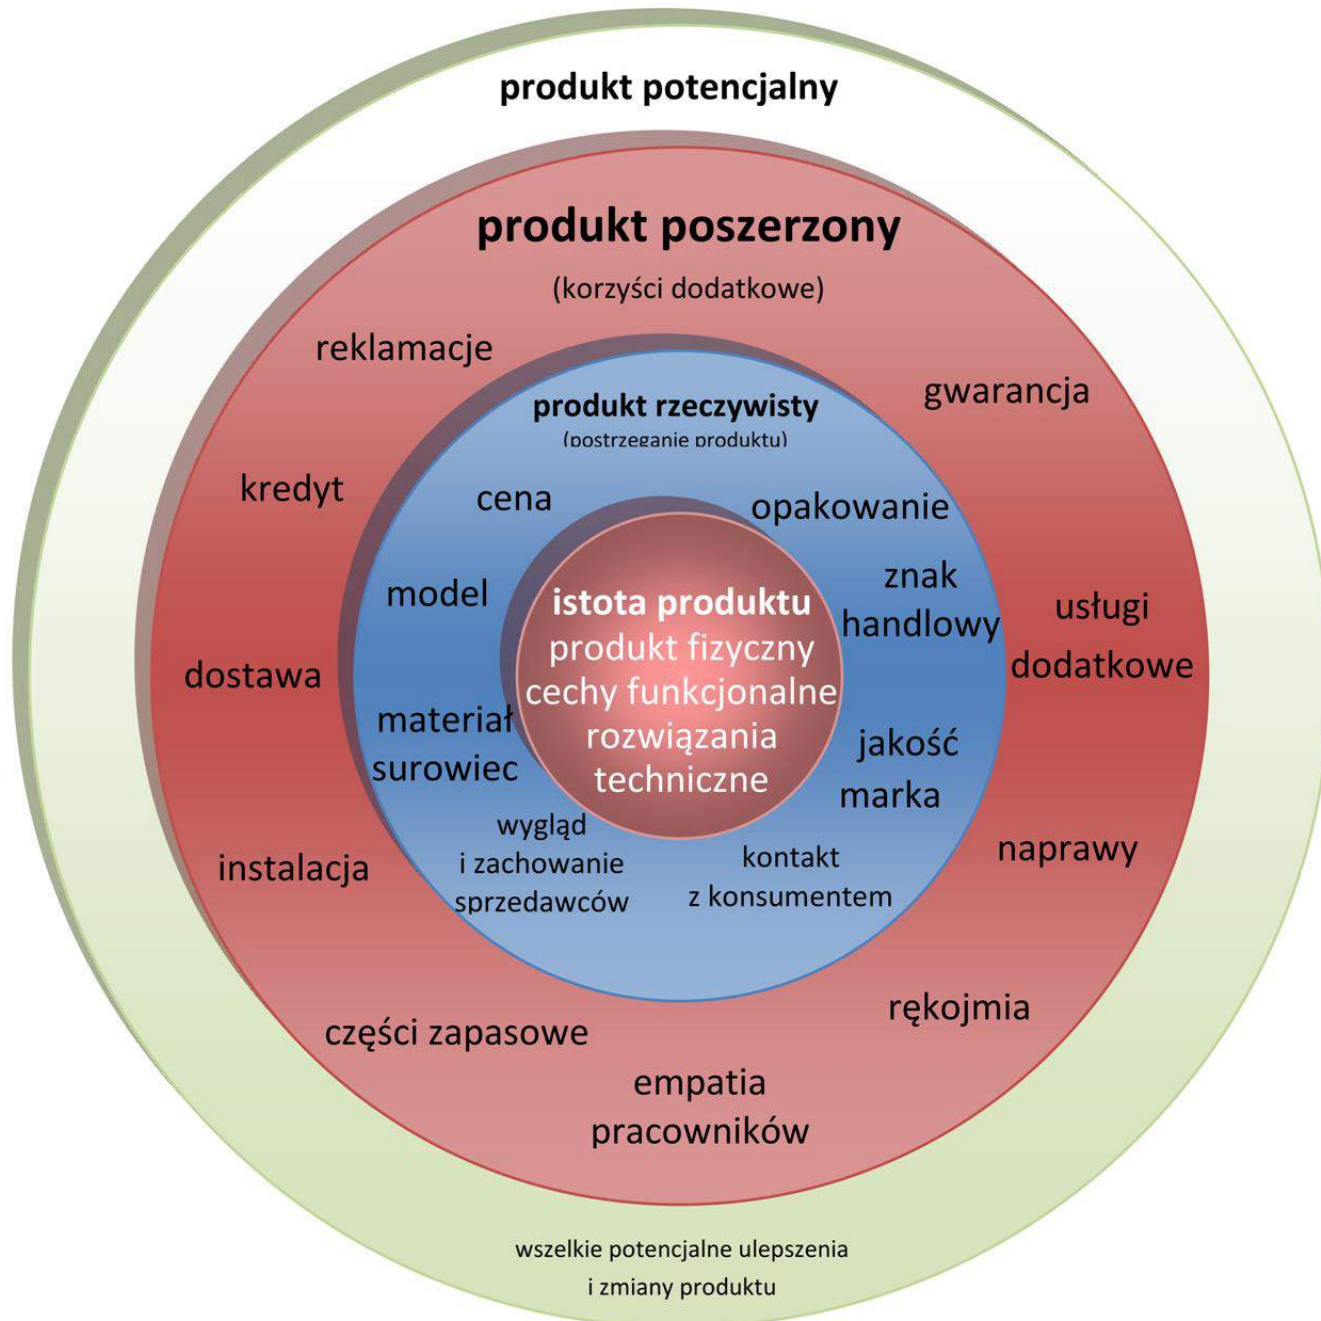 produkt potencjalny
produkt poszerzony
(korzyści dodatkowe)
reklamacje
gwarancja
produkt rzeczywisty
(postrzeganie produktu)
kredyt
cena
opakowanie
model
znak
handlowy
istota produktu
produkt fizyczny
cechy funkcjonalne
rozwiązania
techniczne
usługi
dodatkowe
dostawa
materiał
surowiec
jakość
marka
wygląd
i zachowanie
sprzedawców
kontakt
z konsumentem
instalacja
naprawy
rękojmia
części zapasowe
empatia
pracowników
wszelkie potencjalne ulepszenia
i zmiany produktu